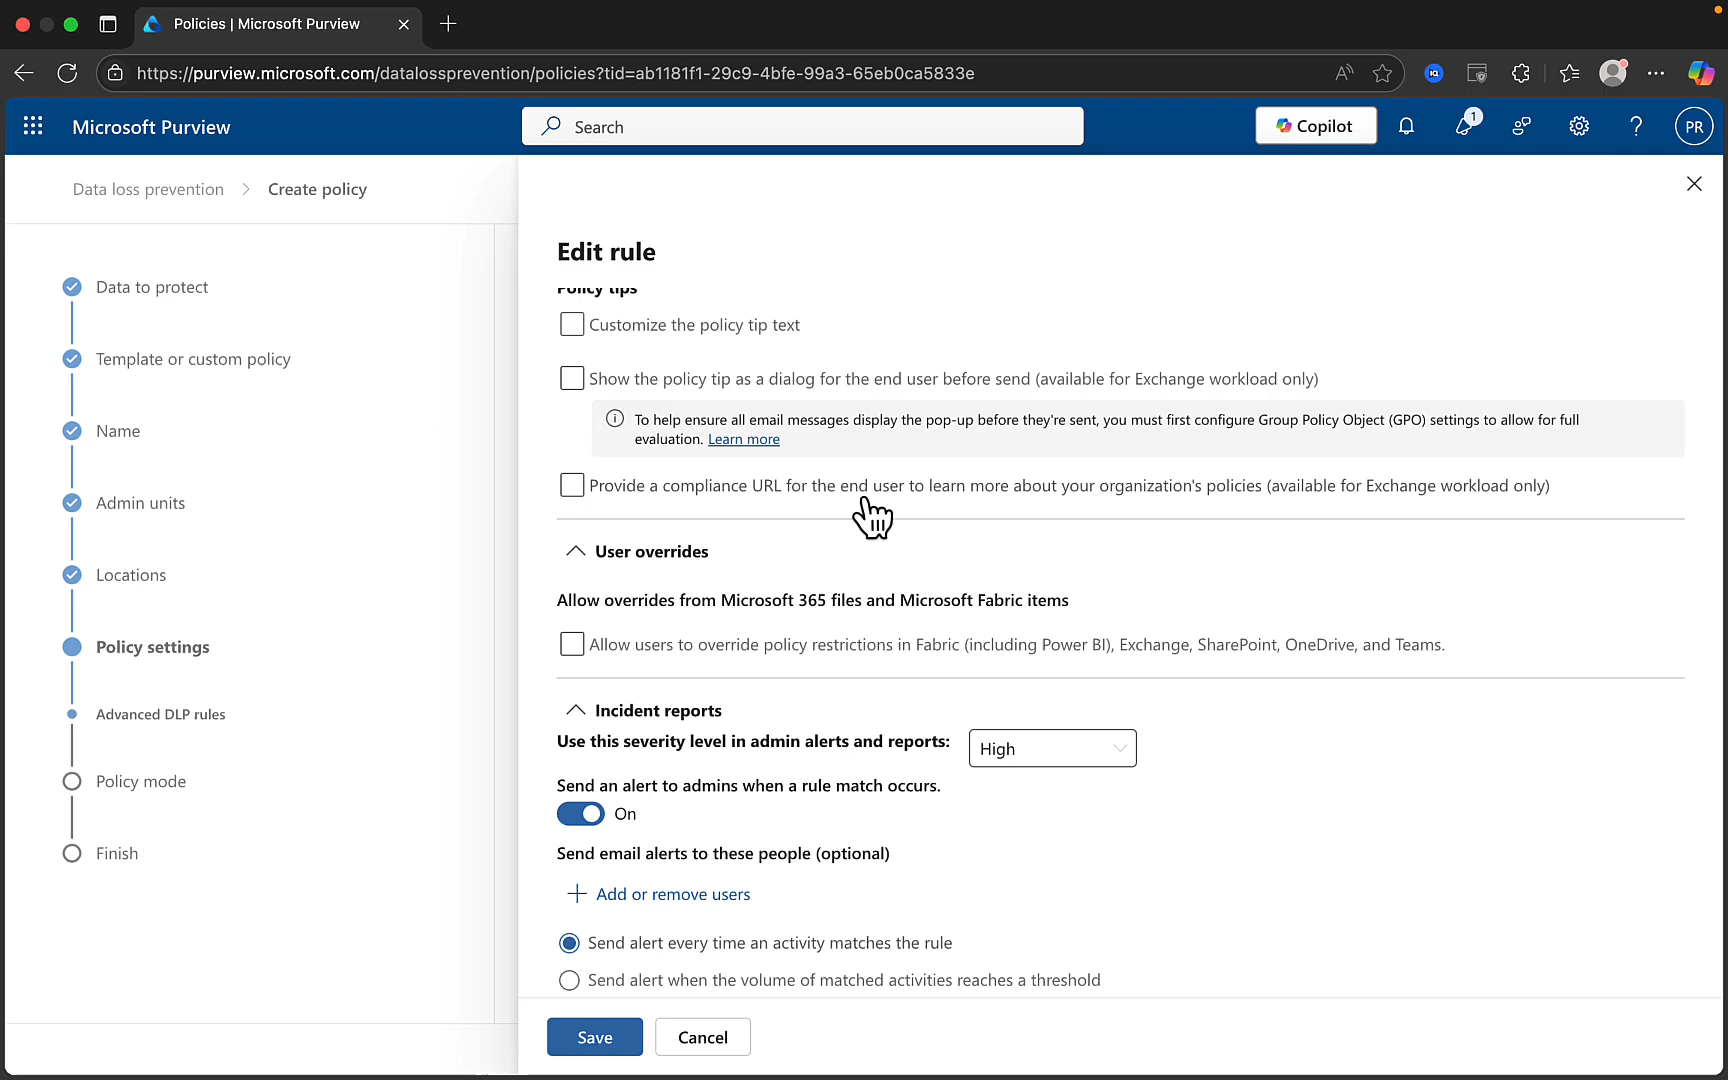 Policies | Microsoft Purview
https://purview.microsoft.com/datalossprevention/policies?tid=ab1181f1-29c9-4bfe-99a3-65eb0ca5833e
Microsoft Purview
Search
Copilot
1
?
PR
Data loss prevention > Create policy
Data to protect
Template or custom policy
Name
Admin units
Locations
Policy settings
Advanced DLP rules
Policy mode
Finish
Edit rule
Policy tips
Customize the policy tip text
Show the policy tip as a dialog for the end user before send (available for Exchange workload only)
To help ensure all email messages display the pop-up before they're sent, you must first configure Group Policy Object (GPO) settings to allow for full
evaluation. Learn more
Provide a compliance URL for the end user to learn more about your organization's policies (available for Exchange workload only)
User overrides
Allow overrides from Microsoft 365 files and Microsoft Fabric items
Allow users to override policy restrictions in Fabric (including Power BI), Exchange, SharePoint, OneDrive, and Teams.
Incident reports
Use this severity level in admin alerts and reports: High
Send an alert to admins when a rule match occurs.
On
Send email alerts to these people (optional)
Add or remove users
Send alert every time an activity matches the rule
Send alert when the volume of matched activities reaches a threshold
Save
Cancel